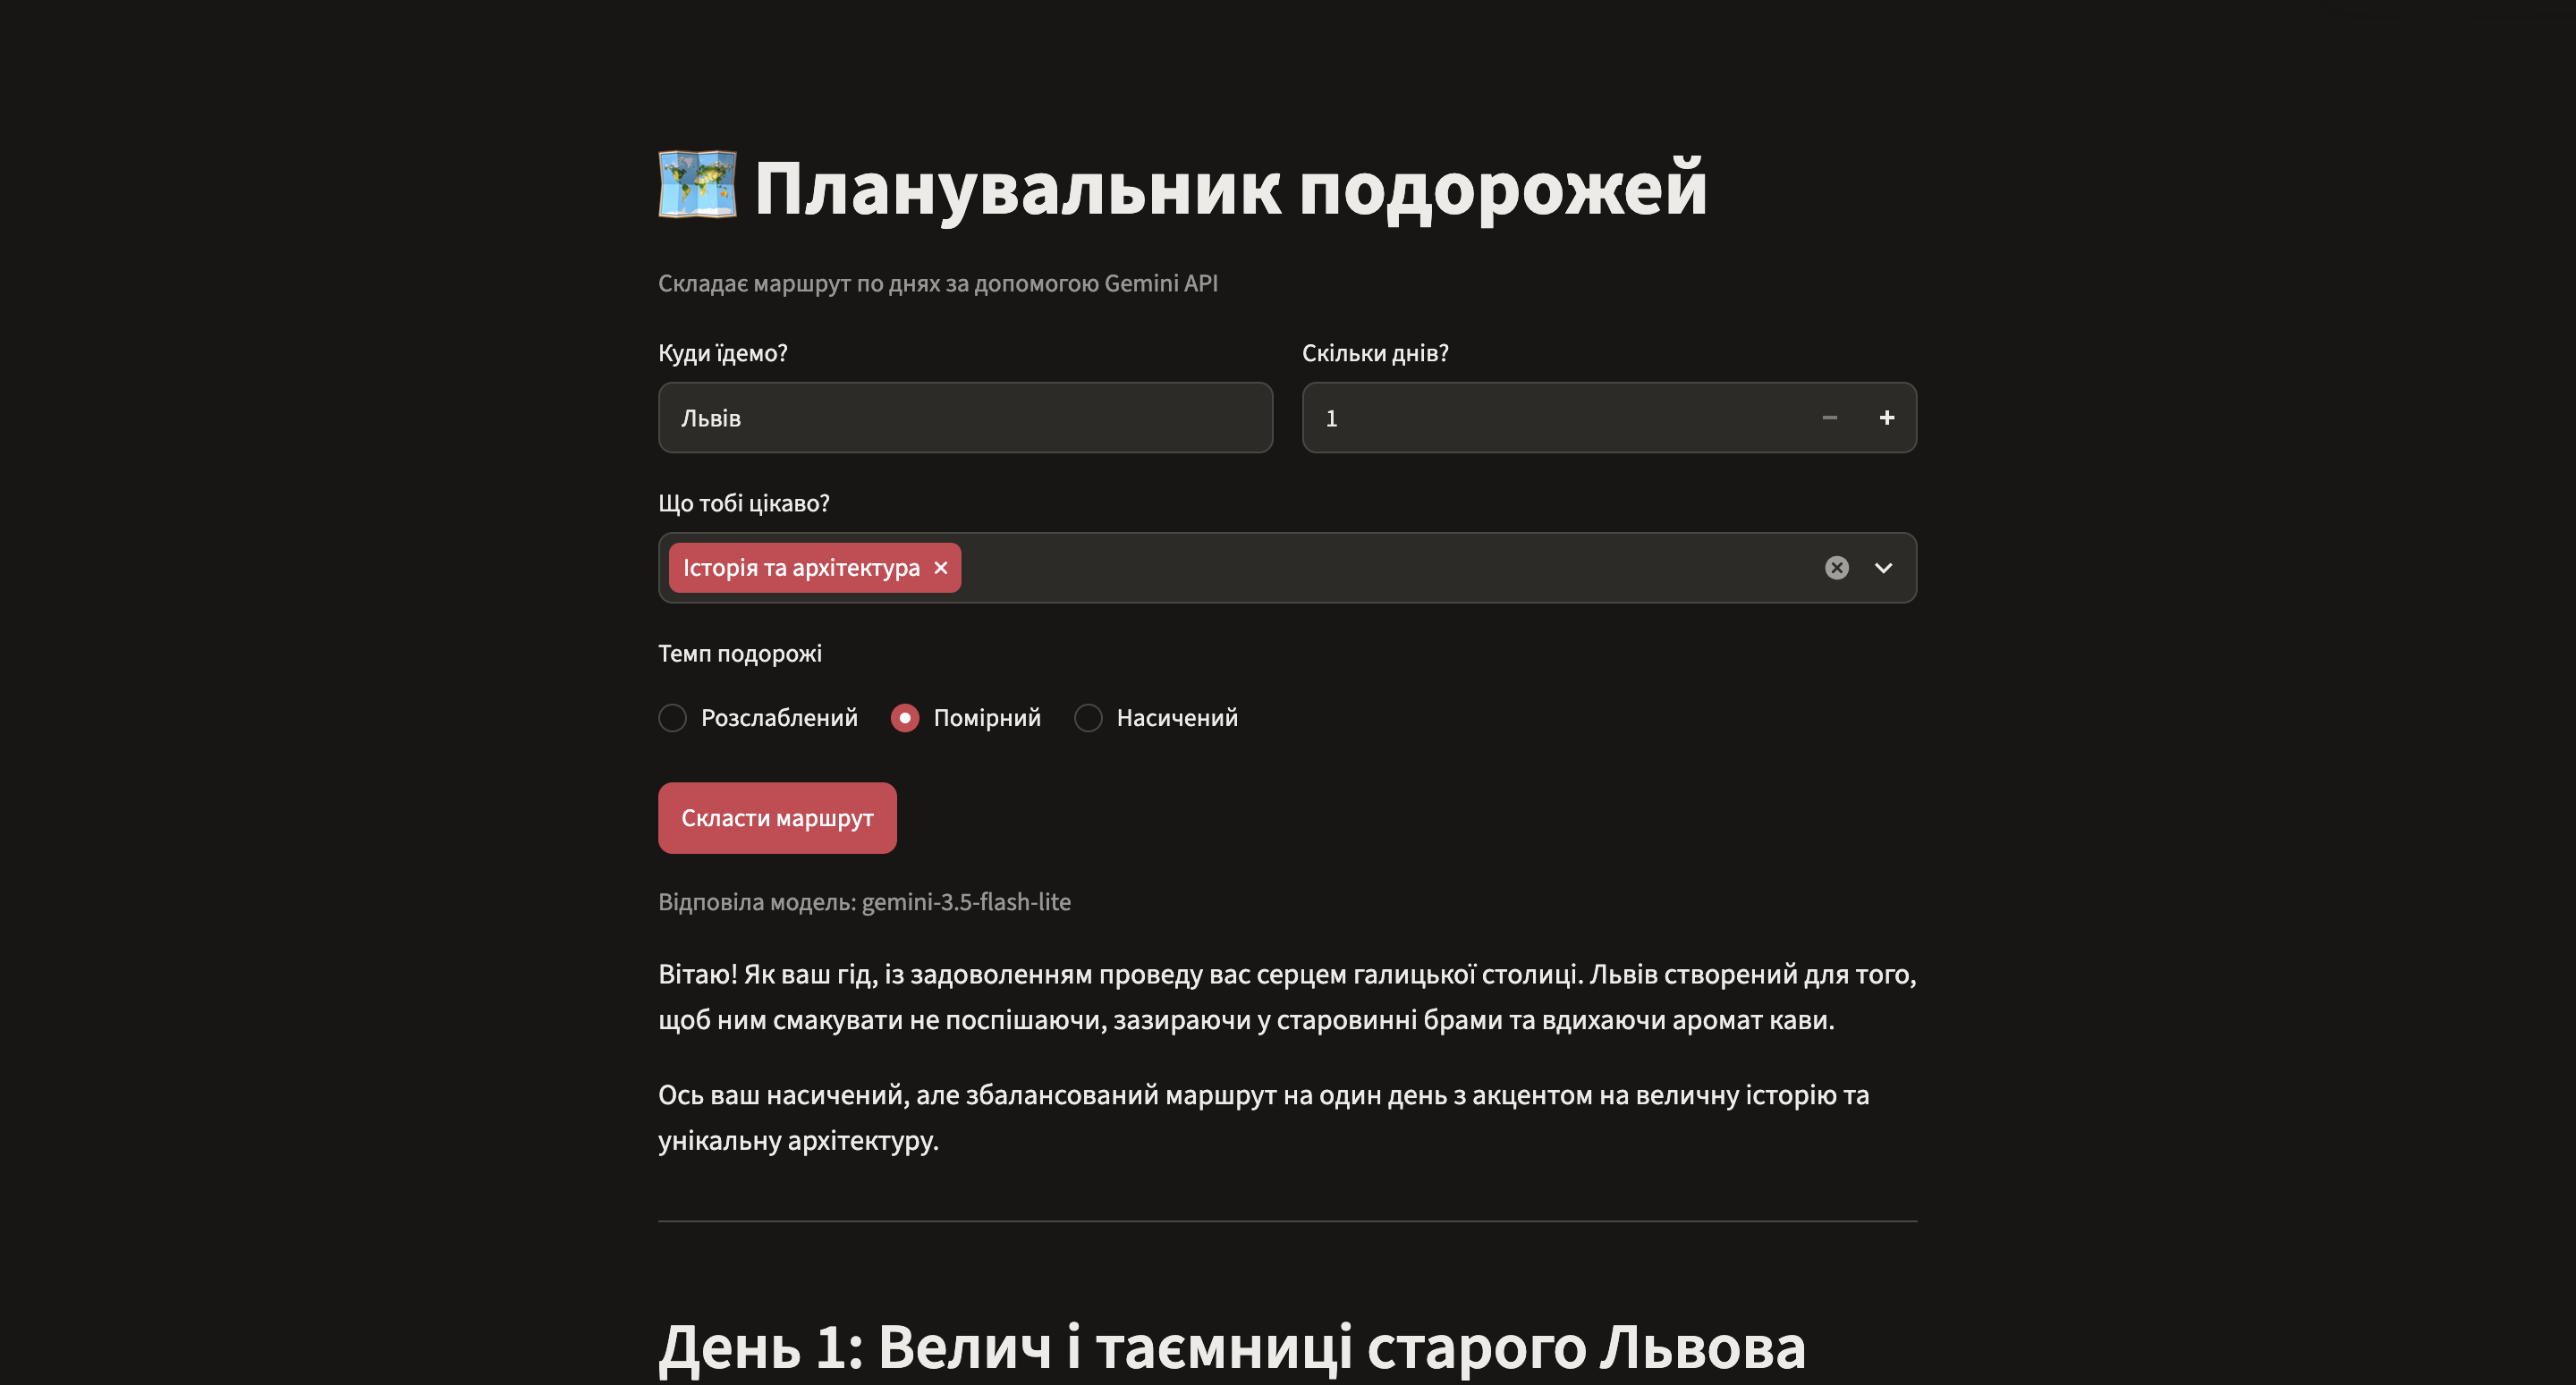 Планувальник подорожей
Складає маршрут по днях за допомогою Gemini API
Куди їдемо?
Скільки днів?
Львів
1
Що тобі цікаво?
Історія та архітектура
Темп подорожі
Розслаблений Помірний Насичений
Скласти маршрут
Відповіла модель: gemini-3.5-flash-lite
Вітаю! Як ваш гід, із задоволенням проведу вас серцем галицької столиці. Львів створений для того,
щоб ним смакувати не поспішаючи, зазираючи у старовинні брами та вдихаючи аромат кави.
Ось ваш насичений, але збалансований маршрут на один день з акцентом на величну історію та
унікальну архітектуру.
День 1: Велич і таємниці старого Львова